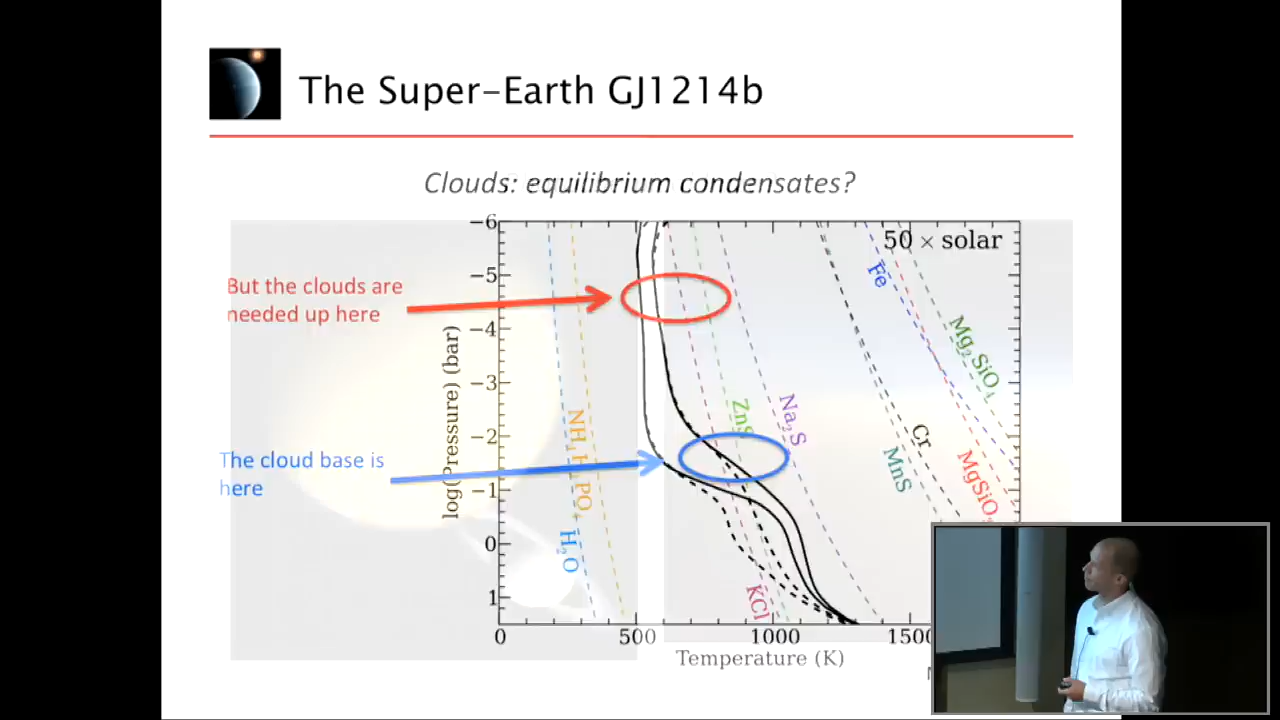 The Super-Earth GJ1214b
Clouds: equilibrium condensates?
50 × solar
But the clouds are
needed up here
The cloud base is
here
log(Pressure) (bar)
−6
−5
−4
−3
−2
−1
0
1
Fe
Mg₂SiO₄
ZnS
Na₂S
Cr
MnS
MgSiO₃
H₂O
KCl
0
500
1000
1500
Temperature (K)